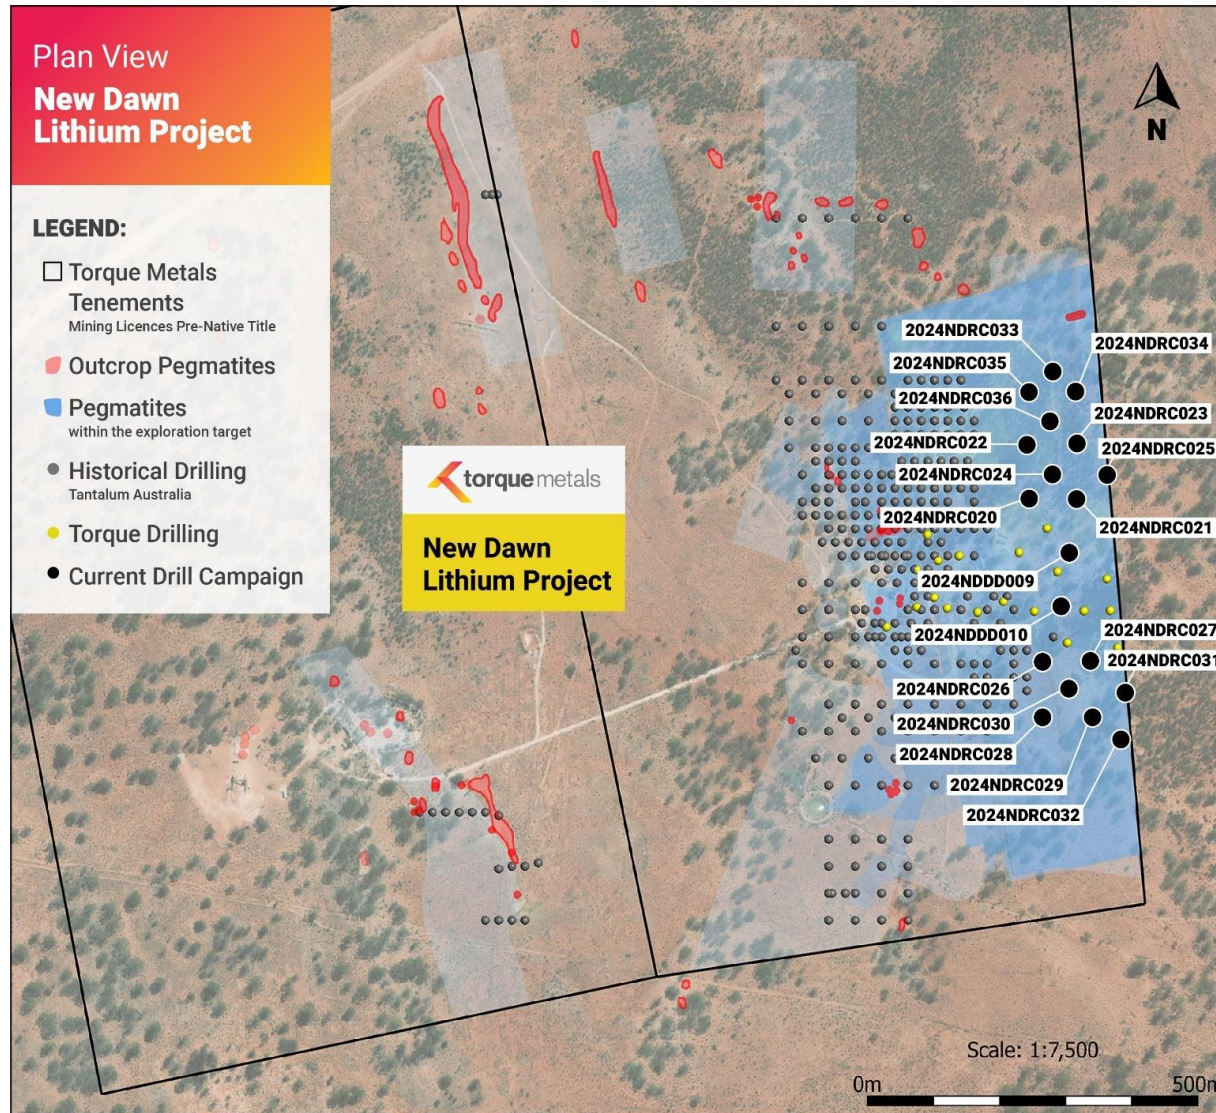 Plan View
New Dawn
Lithium Project
LEGEND:
Torque Metals
Tenements
Mining Licences Pre-Native Title
Outcrop Pegmatites
Pegmatites
within the exploration target
Historical Drilling
Tantalum Australia
Torque Drilling
Current Drill Campaign
torque metals
New Dawn
Lithium Project
N
2024NDRC033
2024NDRC034
2024NDRC035
2024NDRC036
2024NDRC023
2024NDRC022
2024NDRC025
2024NDRC024
2024NDRC020
2024NDRC021
2024NDDD009
2024NDDD010
2024NDRC027
2024NDRC031
2024NDRC026
2024NDRC030
2024NDRC028
2024NDRC029
2024NDRC032
Scale: 1:7,500
0m
500m